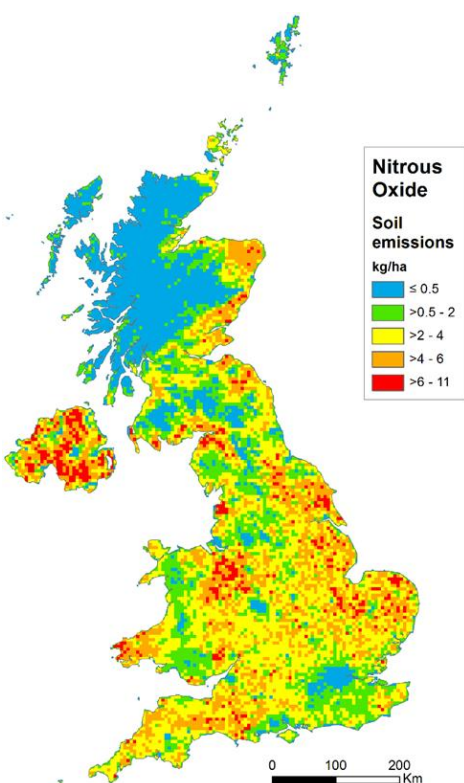 Nitrous
Oxide
Soil
emissions
kg/ha
≤ 0.5
>0.5 - 2
>2 - 4
>4 - 6
>6 - 11
0 100 200
Km